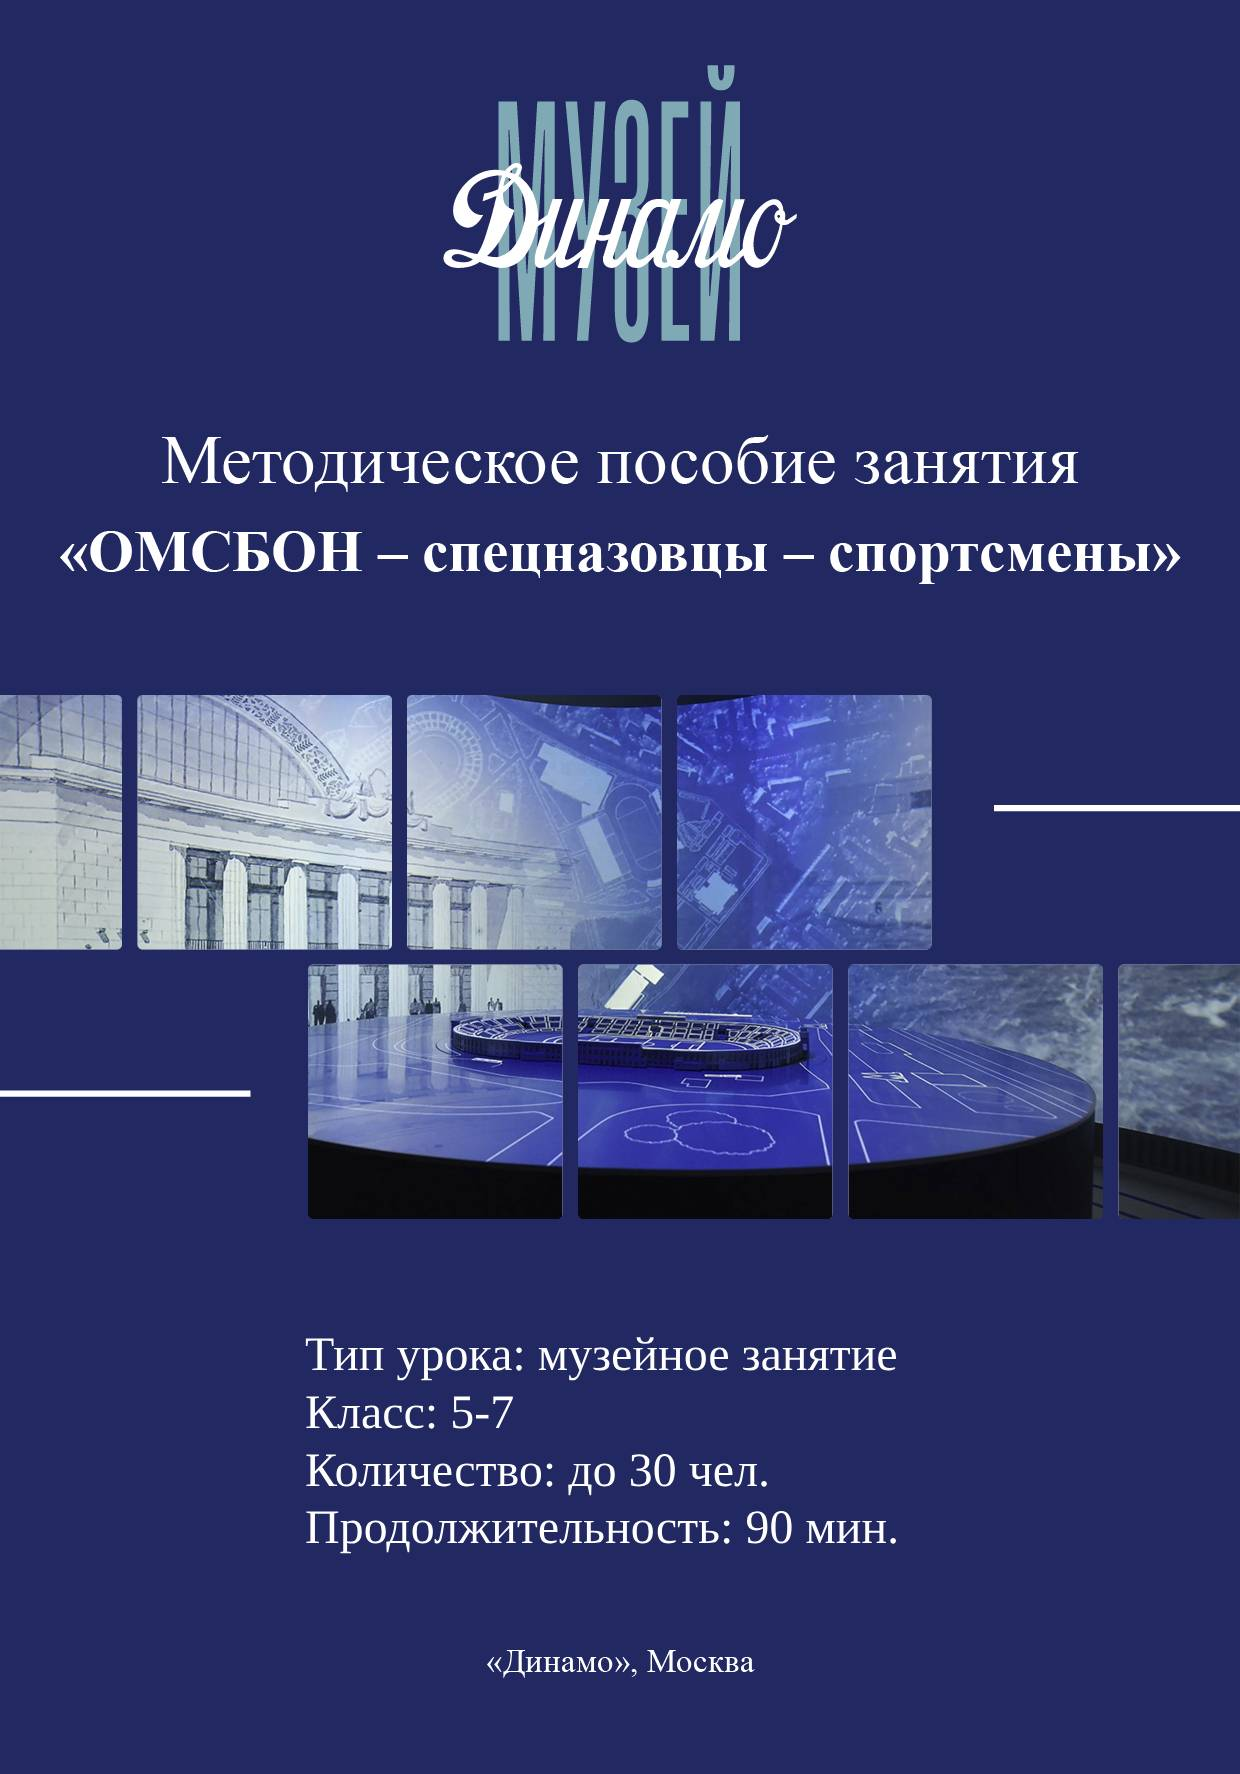 МУЗЕЙ
Динамо
Методическое пособие занятия
«ОМСБОН – спецназовцы – спортсмены»
Тип урока: музейное занятие
Класс: 5-7
Количество: до 30 чел.
Продолжительность: 90 мин.
«Динамо», Москва